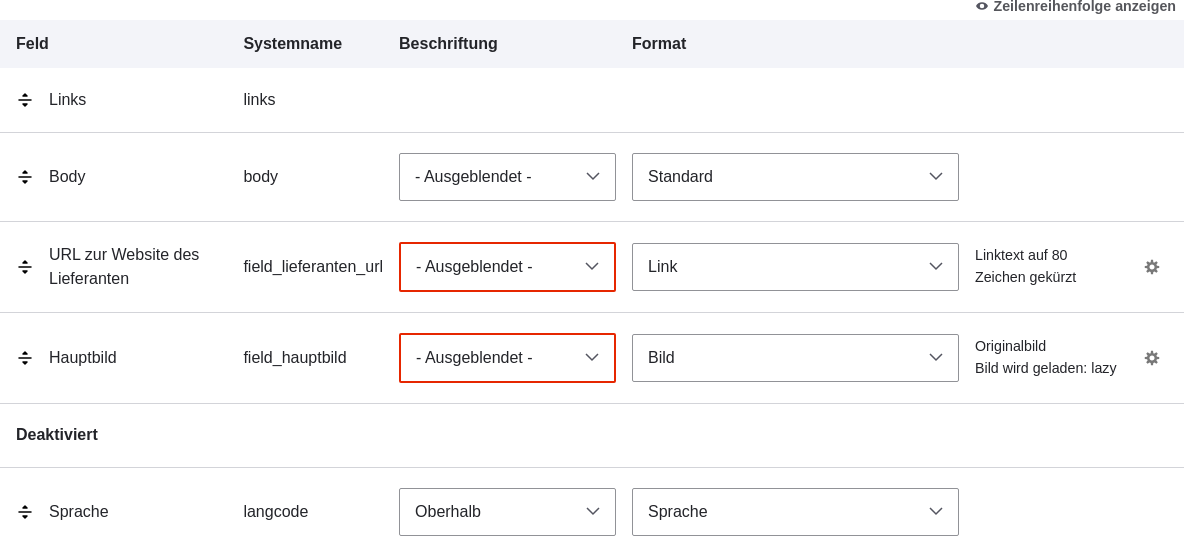 Zeilenreihenfolge anzeigen
Feld Systemname Beschriftung Format
Links links
Body body - Ausgeblendet - Standard
URL zur Website des
Lieferanten field_lieferanten_url - Ausgeblendet - Link Linktext auf 80
Zeichen gekürzt
Hauptbild field_hauptbild - Ausgeblendet - Bild Originalbild
Bild wird geladen: lazy
Deaktiviert
Sprache langcode Oberhalb Sprache